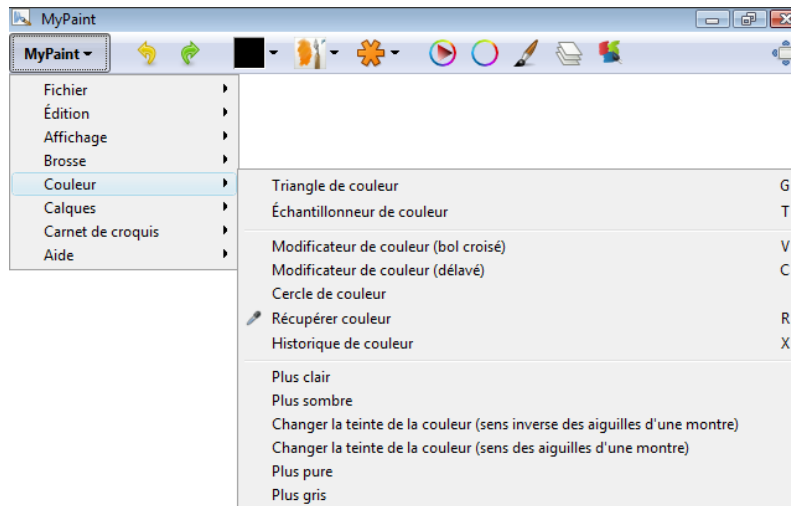 MyPaint
MyPaint
Fichier
Édition
Affichage
Brosse
Couleur
Calques
Carnet de croquis
Aide
Triangle de couleur G
Échantillonneur de couleur T
Modificateur de couleur (bol croisé) V
Modificateur de couleur (délavé) C
Cercle de couleur
Récupérer couleur R
Historique de couleur X
Plus clair
Plus sombre
Changer la teinte de la couleur (sens inverse des aiguilles d'une montre)
Changer la teinte de la couleur (sens des aiguilles d'une montre)
Plus pure
Plus gris